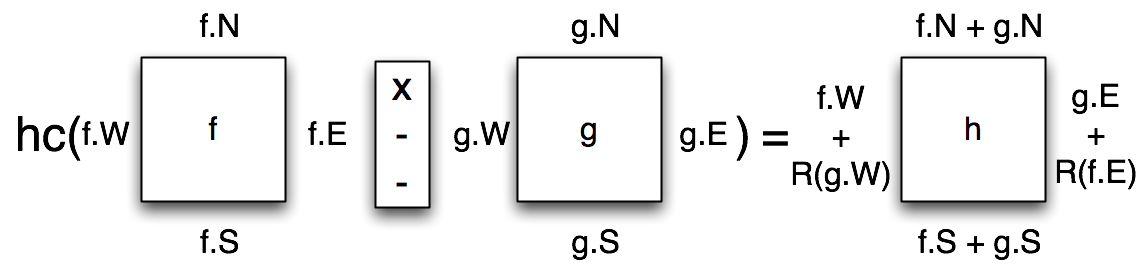 f.N g.N f.N + g.N
hc( f.W f f.E x - - g.W g g.E ) = f.W + R(g.W) h g.E + R(f.E)
f.S g.S f.S + g.S